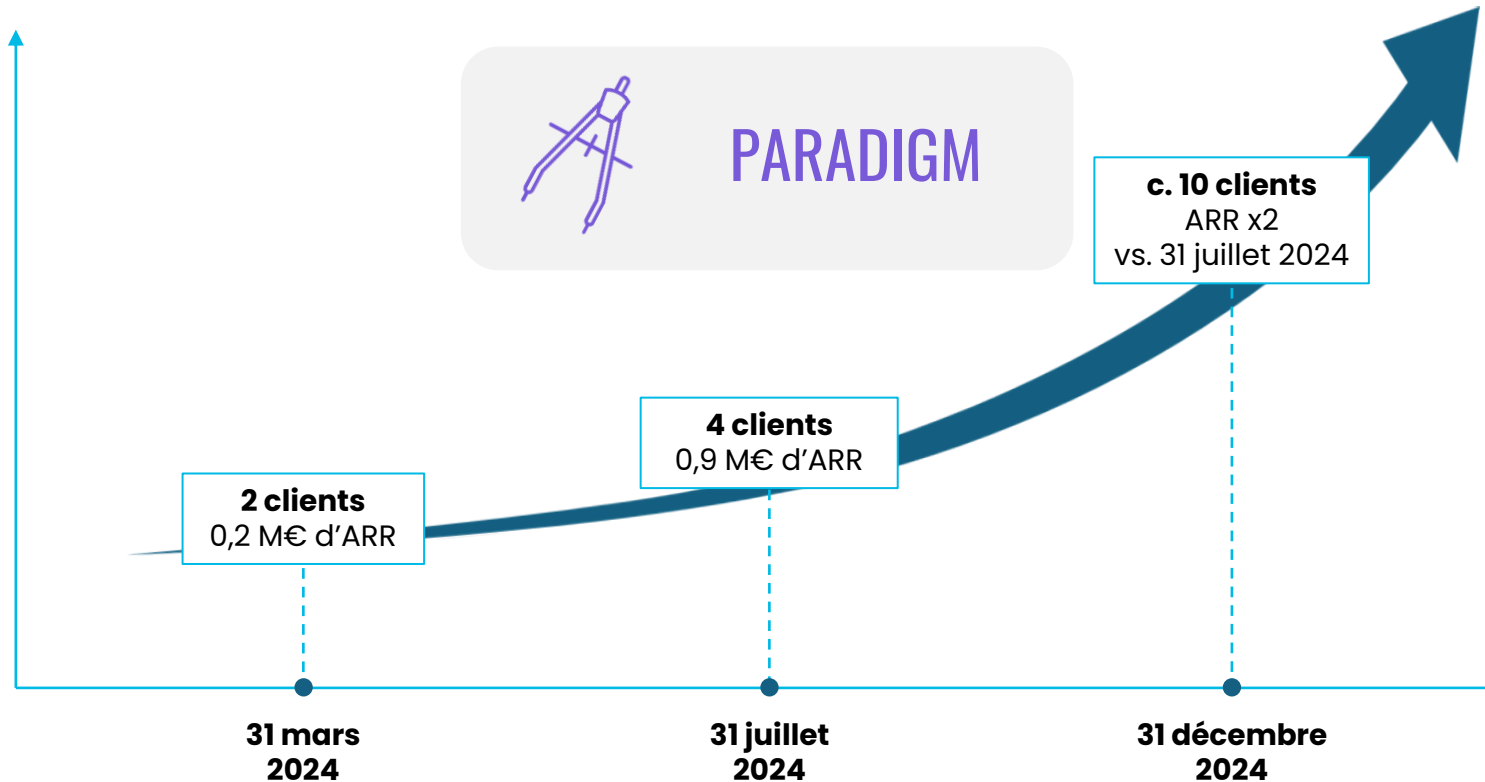 PARADIGM
c. 10 clients
ARR x2
vs. 31 juillet 2024
4 clients
0,9 M€ d’ARR
2 clients
0,2 M€ d’ARR
31 mars
2024
31 juillet
2024
31 décembre
2024